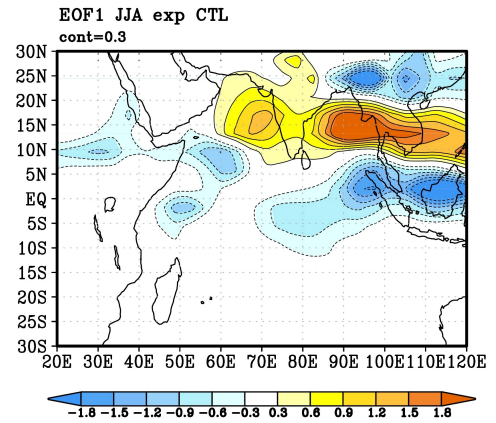 EOF1 JJA exp CTL
cont=0.3
30N
25N
20N
15N
10N
5N
EQ
5S
10S
15S
20S
25S
30S
20E 30E 40E 50E 60E 70E 80E 90E 100E 110E 120E
-1.8 -1.5 -1.2 -0.9 -0.6 -0.3 0.3 0.6 0.9 1.2 1.5 1.8